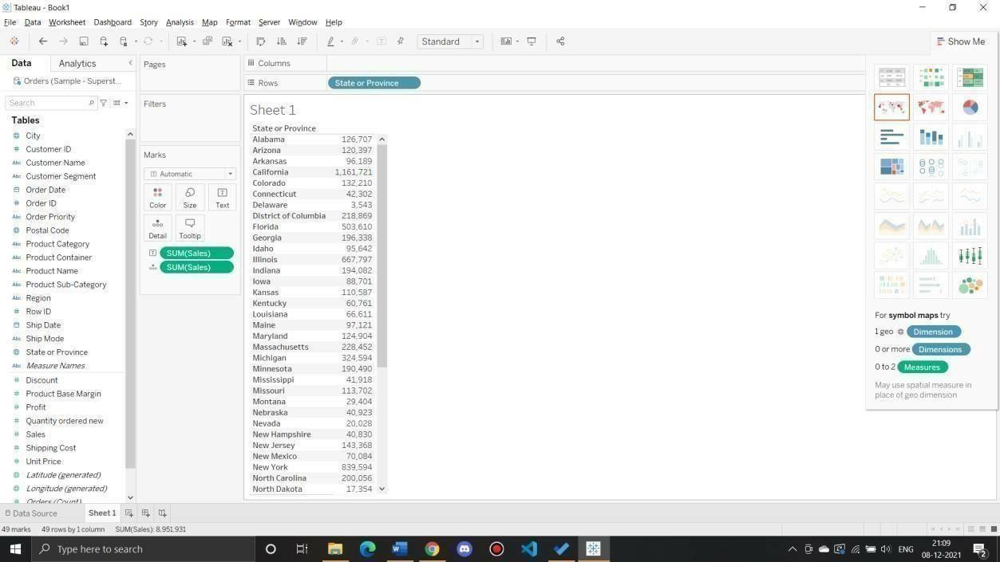 Tableau - Book1
File Data Worksheet Dashboard Story Analysis Map Format Server Window Help
Standard
Show Me
Data Analytics
Orders (Sample - Superst...
Search
Tables
City
Customer ID
Abc Customer Name
Abc Customer Segment
Order Date
Order ID
Abc Order Priority
Postal Code
Abc Product Category
Abc Product Container
Abc Product Name
Abc Product Sub-Category
Abc Region
Row ID
Ship Date
Abc Ship Mode
State or Province
Abc Measure Names
Discount
Product Base Margin
Profit
Quantity ordered new
Sales
Shipping Cost
Unit Price
Latitude (generated)
Longitude (generated)
Orders (Count)
Pages
Filters
Marks
Automatic
Color Size Text
Detail Tooltip
SUM(Sales)
SUM(Sales)
Columns
Rows State or Province
Sheet 1
State or Province
Alabama 126,707
Arizona 120,397
Arkansas 96,189
California 1,161,721
Colorado 132,210
Connecticut 42,302
Delaware 3,543
District of Columbia 218,869
Florida 503,610
Georgia 196,338
Idaho 95,642
Illinois 667,797
Indiana 194,082
Iowa 88,701
Kansas 110,587
Kentucky 60,761
Louisiana 66,611
Maine 97,121
Maryland 124,904
Massachusetts 228,452
Michigan 324,594
Minnesota 190,490
Mississippi 41,918
Missouri 113,702
Montana 29,404
Nebraska 40,923
Nevada 20,028
New Hampshire 40,830
New Jersey 143,368
New Mexico 70,084
New York 839,594
North Carolina 200,056
North Dakota 17,354
For symbol maps try
1 geo Dimension
0 or more Dimensions
0 to 2 Measures
May use spatial measure in
place of geo dimension
Data Source Sheet 1
49 marks 49 rows by 1 column SUM(Sales): 8,951,931
Type here to search
ENG
21:09
08-12-2021
2